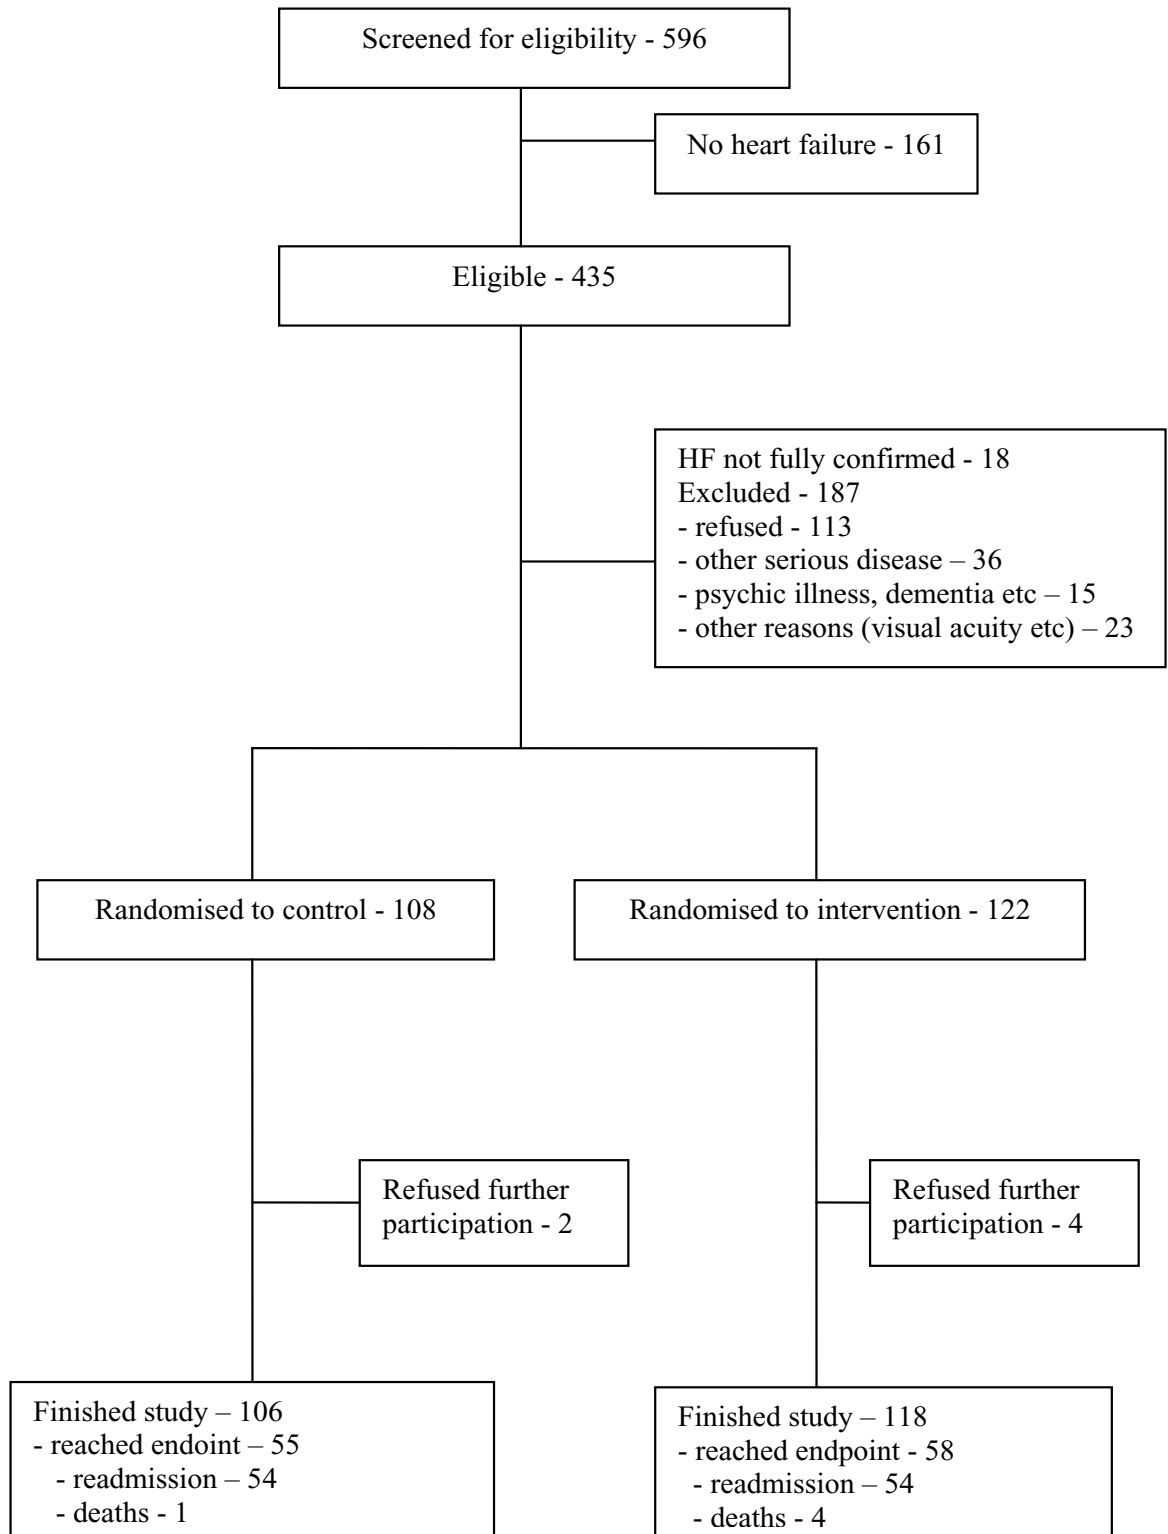 Screened for eligibility - 596
No heart failure - 161
Eligible - 435
HF not fully confirmed - 18
Excluded - 187
- refused - 113
- other serious disease – 36
- psychic illness, dementia etc – 15
- other reasons (visual acuity etc) – 23
Randomised to control - 108
Randomised to intervention - 122
Refused further
participation - 2
Refused further
participation - 4
Finished study – 106
- reached endoint – 55
- readmission – 54
- deaths - 1
Finished study – 118
- reached endpoint - 58
- readmission – 54
- deaths - 4